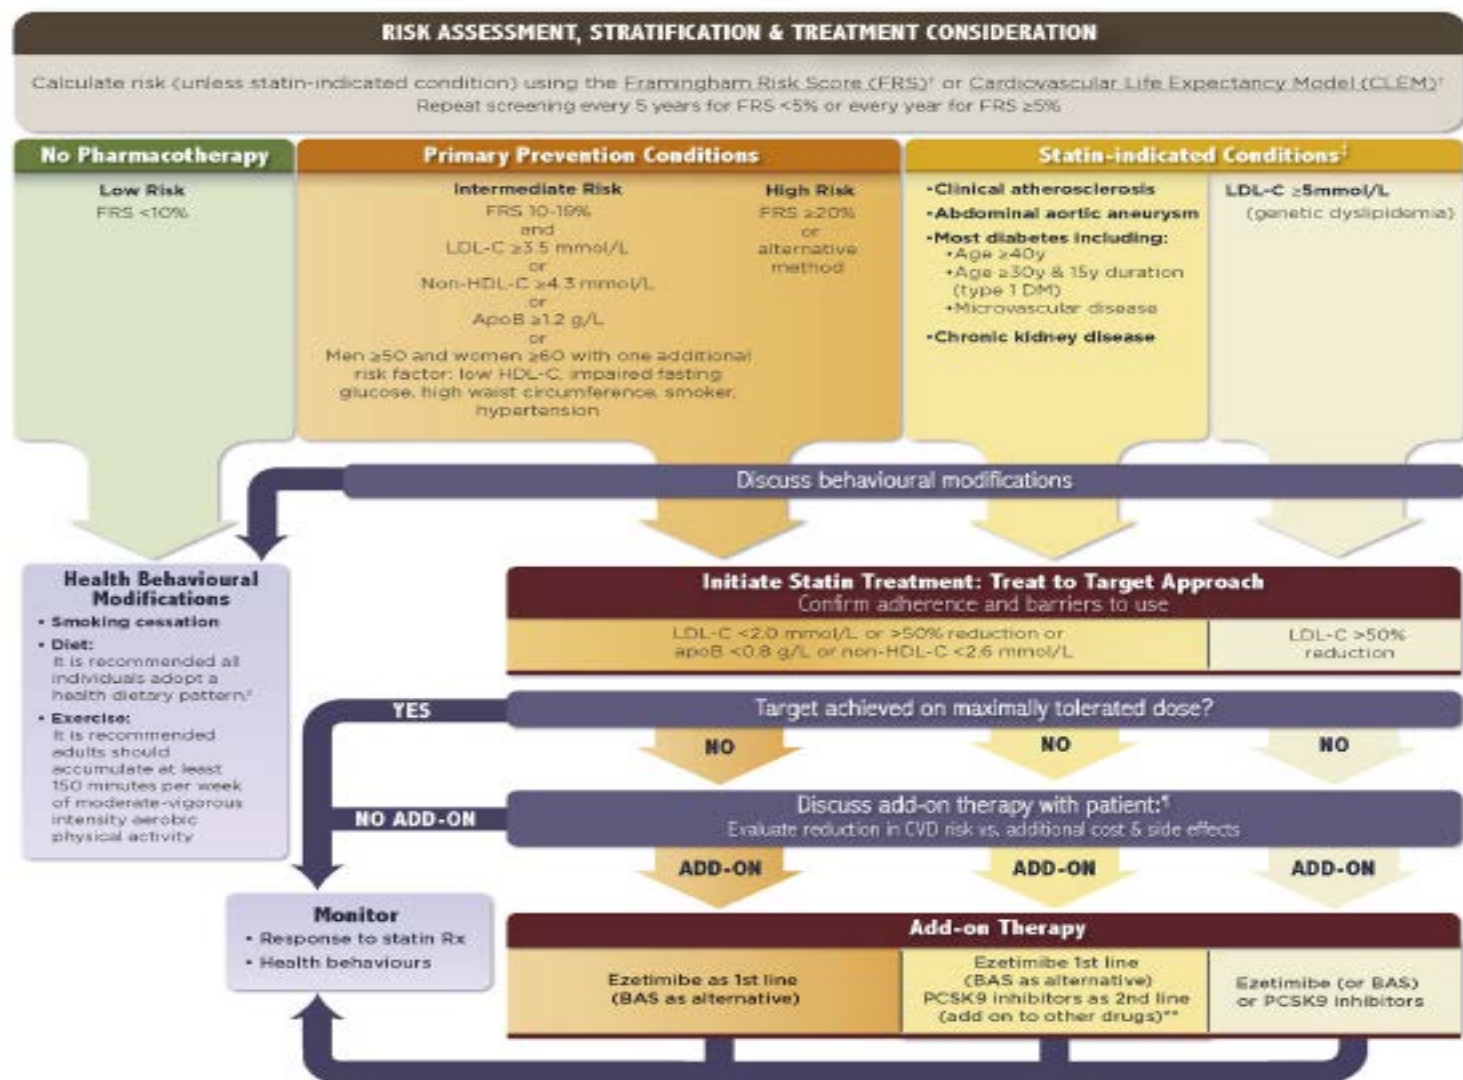 RISK ASSESSMENT, STRATIFICATION & TREATMENT CONSIDERATION
Calculate risk (unless statin-indicated condition) using the Framingham Risk Score (FRS)† or Cardiovascular Life Expectancy Model (CLEM)†
Repeat screening every 5 years for FRS <5% or every year for FRS ≥5%
No Pharmacotherapy
Low Risk
FRS <10%
Primary Prevention Conditions
Intermediate Risk
FRS 10-19%
and
LDL-C ≥3.5 mmol/L
or
Non-HDL-C ≥4.3 mmol/L
or
ApoB ≥1.2 g/L
or
Men ≥50 and women ≥60 with one additional
risk factor: low HDL-C, impaired fasting
glucose, high waist circumference, smoker,
hypertension
High Risk
FRS ≥20%
or
alternative
method
Statin-indicated Conditions‡
•Clinical atherosclerosis
•Abdominal aortic aneurysm
•Most diabetes including:
•Age ≥40y
•Age ≥30y & 15y duration
(type 1 DM)
•Microvascular disease
•Chronic kidney disease
LDL-C ≥5mmol/L
(genetic dyslipidemia)
Discuss behavioural modifications
Health Behavioural
Modifications
• Smoking cessation
• Diet:
It is recommended all
individuals adopt a
health dietary pattern.
• Exercise:
It is recommended
adults should
accumulate at least
150 minutes per week
of moderate-vigorous
intensity aerobic
physical activity
Initiate Statin Treatment: Treat to Target Approach
Confirm adherence and barriers to use
LDL-C <2.0 mmol/L or >50% reduction or
apoB <0.8 g/L or non-HDL-C <2.6 mmol/L
LDL-C >50%
reduction
YES
Target achieved on maximally tolerated dose?
NO
NO
NO
NO ADD-ON
Discuss add-on therapy with patient:¶
Evaluate reduction in CVD risk vs. additional cost & side effects
ADD-ON
ADD-ON
ADD-ON
Monitor
• Response to statin Rx
• Health behaviours
Add-on Therapy
Ezetimibe as 1st line
(BAS as alternative)
Ezetimibe 1st line
(BAS as alternative)
PCSK9 inhibitors as 2nd line
(add on to other drugs)**
Ezetimibe (or BAS)
or PCSK9 inhibitors